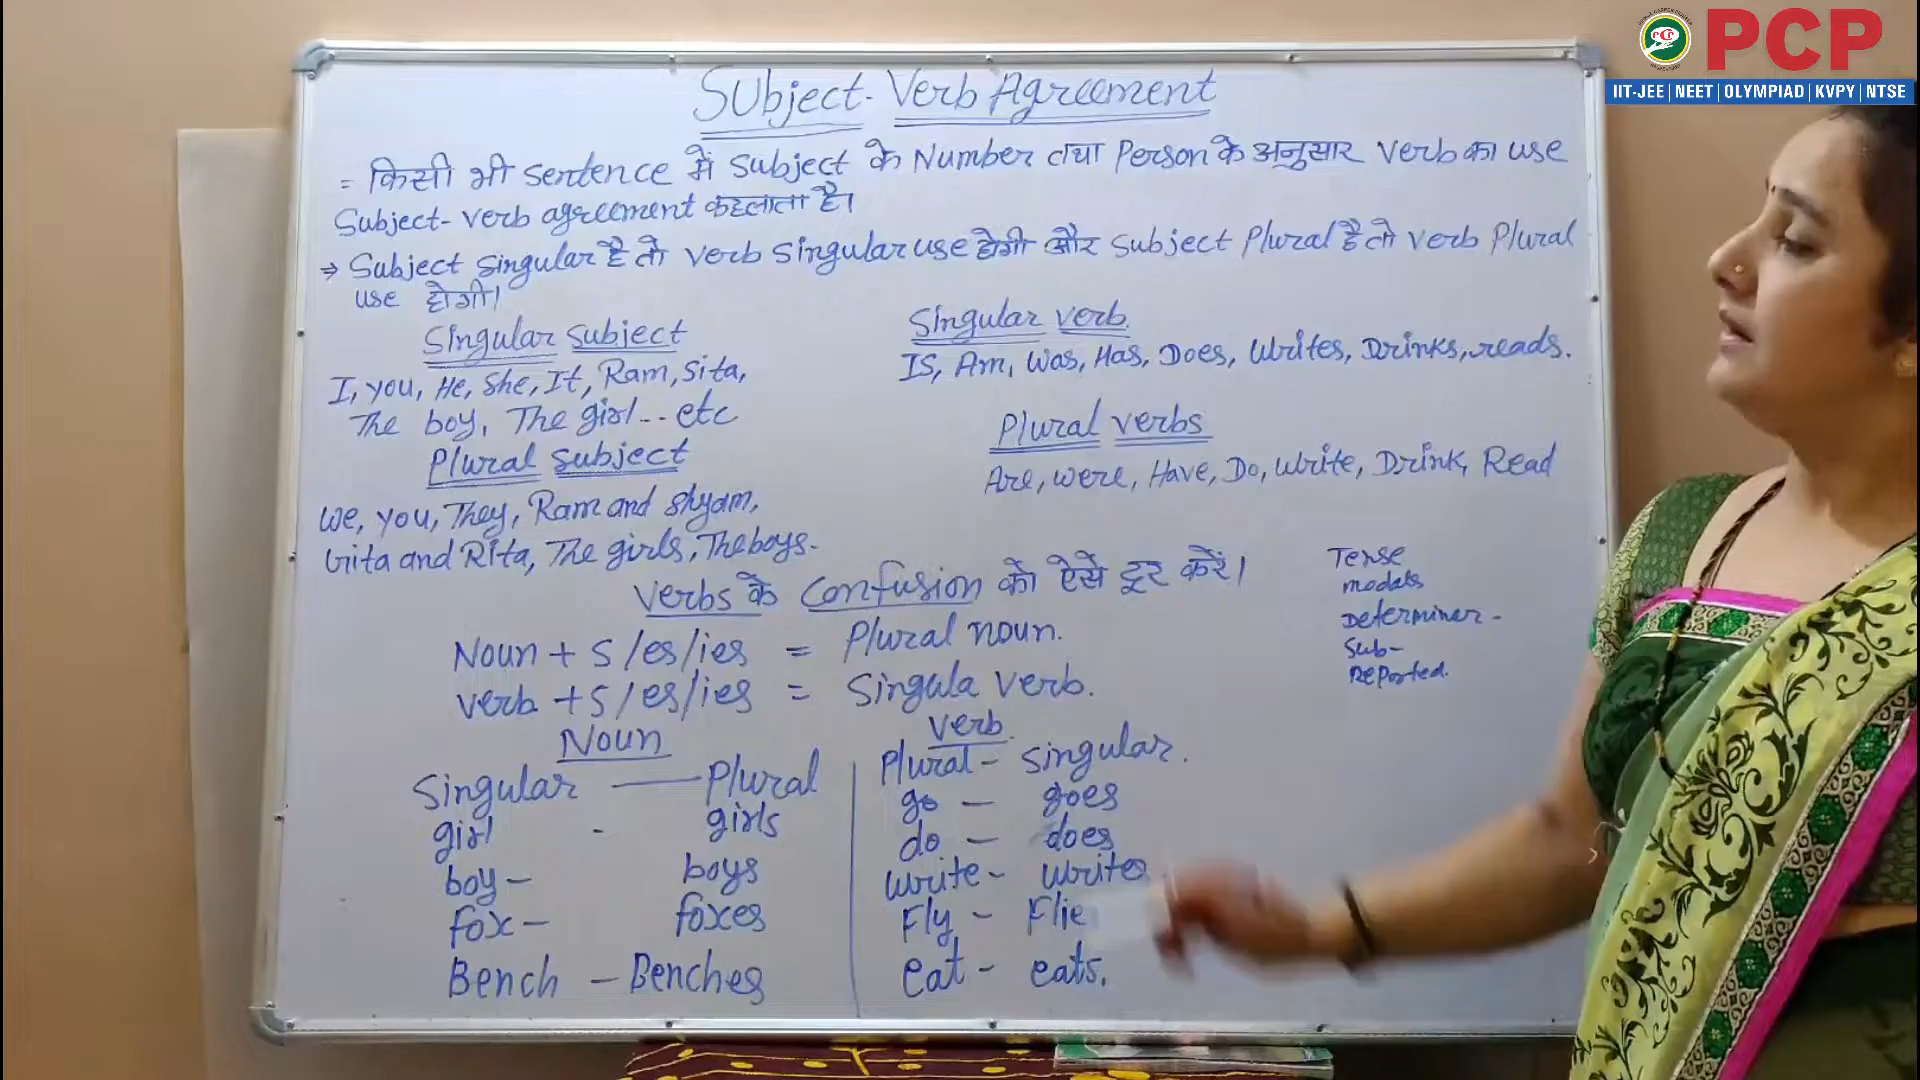 PCP
IIT-JEE | NEET | OLYMPIAD | KVPY | NTSE
Subject-Verb Agreement
= किसी भी Sentence में Subject के Number तथा Person के अनुसार Verb का use
Subject-Verb agreement कहलाता है।
⇒ Subject Singular है तो Verb Singular use होगी और Subject Plural है तो Verb Plural
use होगी।
Singular Subject
I, you, He, She, It, Ram, Sita,
The boy, The girl... etc
Plural Subject
We, you, They, Ram and Shyam,
Gita and Rita, The girls, The boys.
Singular verb.
Is, Am, Was, Has, Does, Writes, Drinks, reads.
Plural verbs
Are, were, Have, Do, write, Drink, Read
Verbs के Confusion को ऐसे दूर करें।
Noun + s/es/ies = Plural noun.
verb + s/es/ies = Singula verb.
Noun
Singular — Plural
girl - girls
boy - boys
fox - foxes
Bench - Benches
Verb
Plural - Singular.
go - goes
do - does
write - writes
Fly - Flie
eat - eats.
Tense
modals
Determiner -
Sub-
Reported.